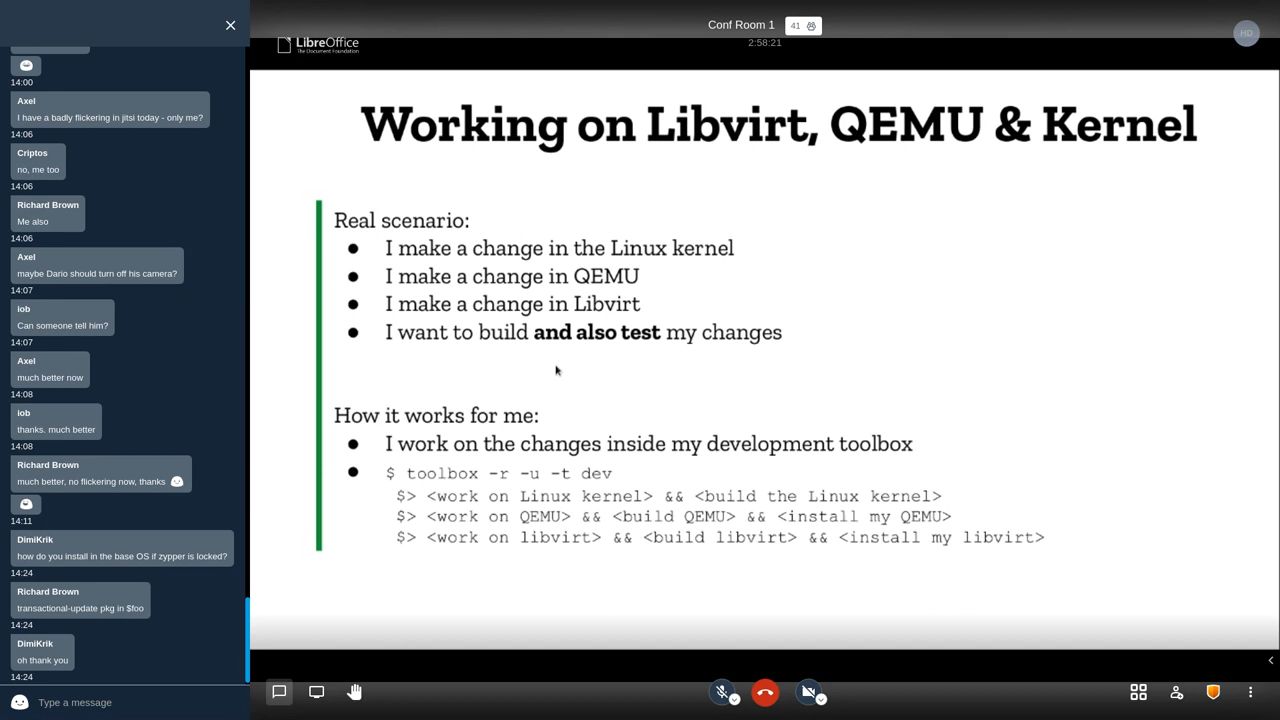 Conf Room 1
41
2:58:21
HD
LibreOffice
The Document Foundation
14:00
Axel
I have a badly flickering in jitsi today - only me?
14:06
Criptos
no, me too
14:06
Richard Brown
Me also
14:06
Axel
maybe Dario should turn off his camera?
14:07
iob
Can someone tell him?
14:07
Axel
much better now
14:08
iob
thanks. much better
14:08
Richard Brown
much better, no flickering now, thanks
14:11
DimiKrik
how do you install in the base OS if zypper is locked?
14:24
Richard Brown
transactional-update pkg in $foo
14:24
DimiKrik
oh thank you
14:24
Type a message
Working on Libvirt, QEMU & Kernel
Real scenario:
● I make a change in the Linux kernel
● I make a change in QEMU
● I make a change in Libvirt
● I want to build and also test my changes
How it works for me:
● I work on the changes inside my development toolbox
● $ toolbox -r -u -t dev
$> <work on Linux kernel> && <build the Linux kernel>
$> <work on QEMU> && <build QEMU> && <install my QEMU>
$> <work on libvirt> && <build libvirt> && <install my libvirt>